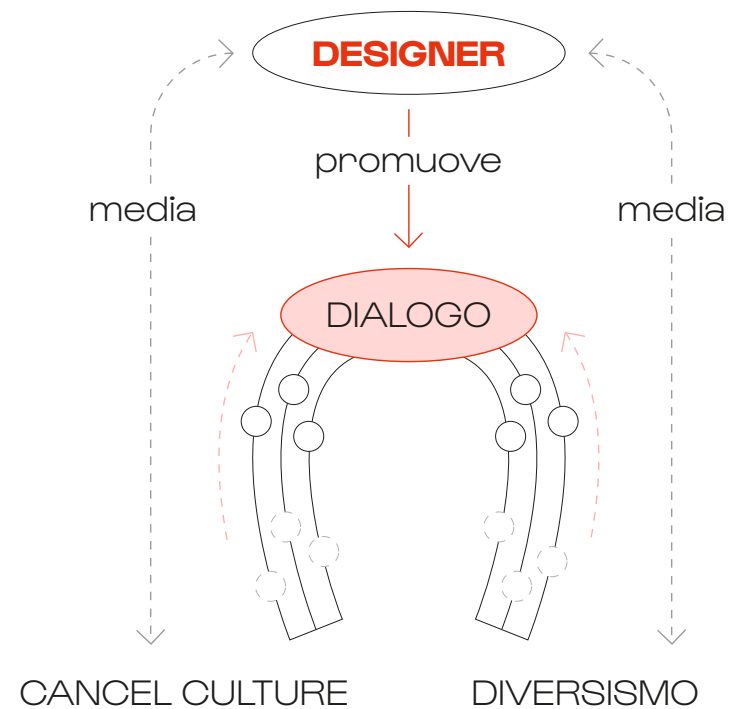 DESIGNER
promuove
media
media
DIALOGO
CANCEL CULTURE
DIVERSISMO